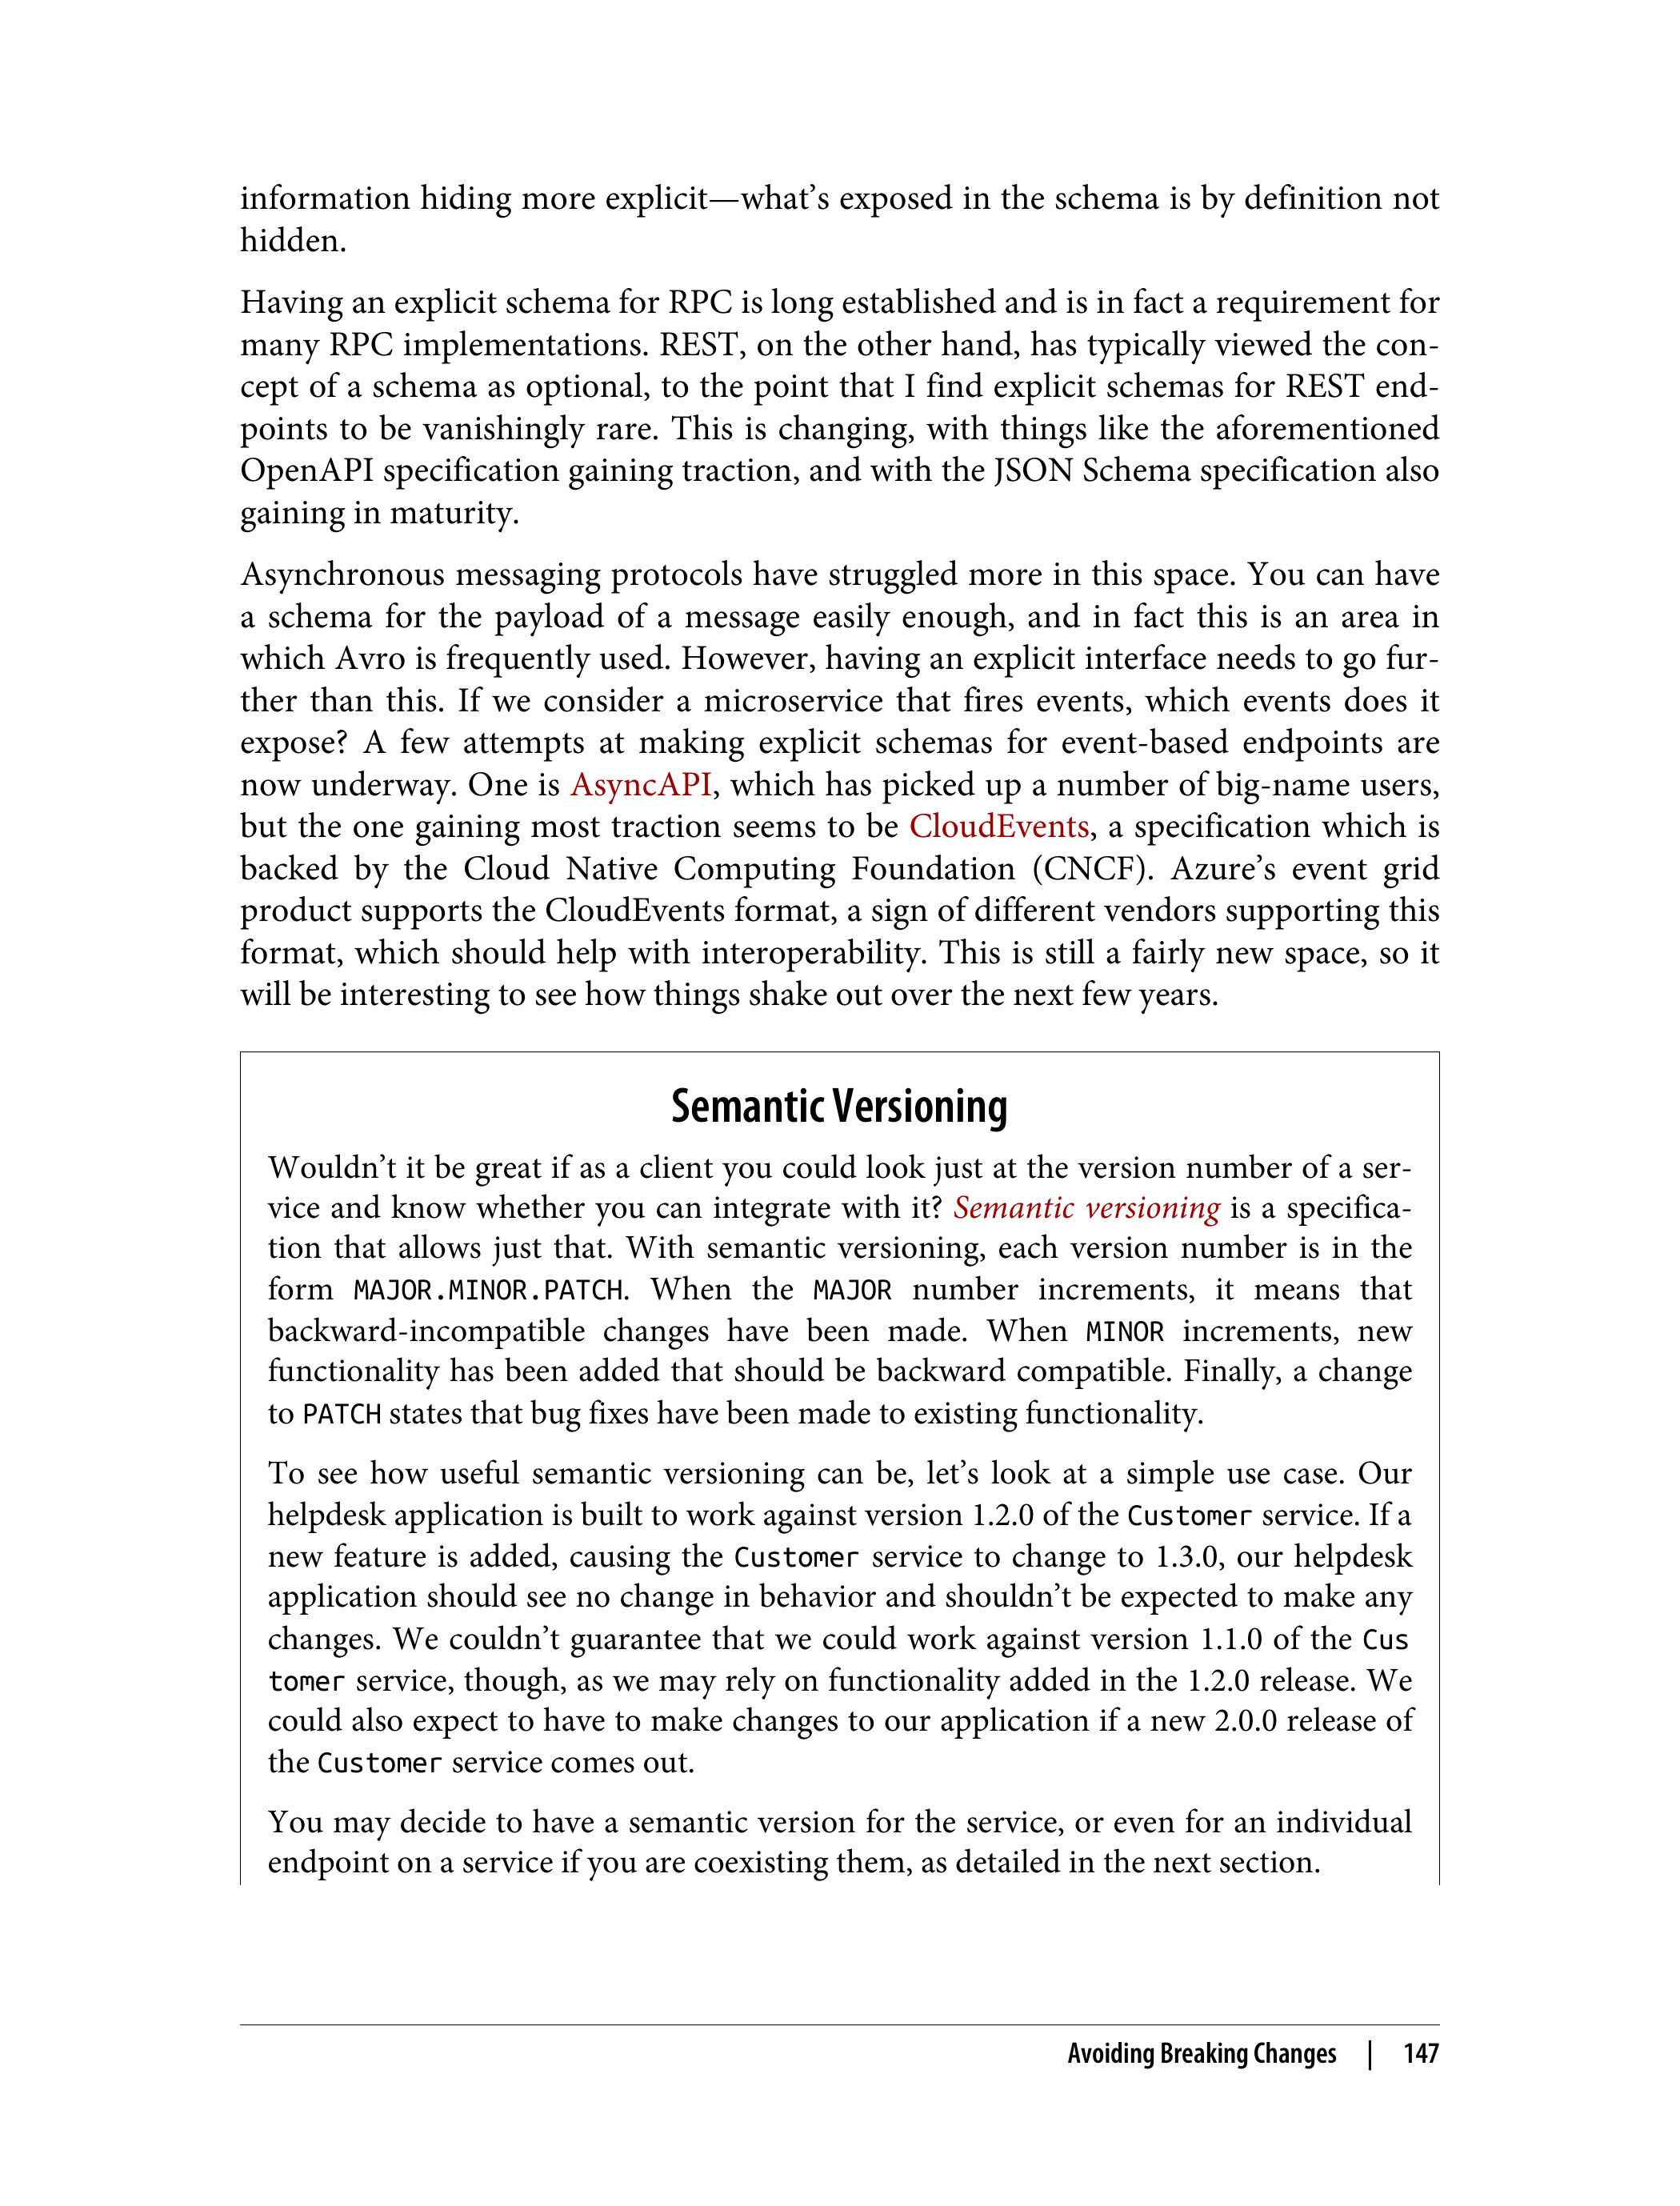 information hiding more explicit—what’s exposed in the schema is by definition not
hidden.
Having an explicit schema for RPC is long established and is in fact a requirement for
many RPC implementations. REST, on the other hand, has typically viewed the con-
cept of a schema as optional, to the point that I find explicit schemas for REST end-
points to be vanishingly rare. This is changing, with things like the aforementioned
OpenAPI specification gaining traction, and with the JSON Schema specification also
gaining in maturity.
Asynchronous messaging protocols have struggled more in this space. You can have
a schema for the payload of a message easily enough, and in fact this is an area in
which Avro is frequently used. However, having an explicit interface needs to go fur-
ther than this. If we consider a microservice that fires events, which events does it
expose? A few attempts at making explicit schemas for event-based endpoints are
now underway. One is AsyncAPI, which has picked up a number of big-name users,
but the one gaining most traction seems to be CloudEvents, a specification which is
backed by the Cloud Native Computing Foundation (CNCF). Azure’s event grid
product supports the CloudEvents format, a sign of different vendors supporting this
format, which should help with interoperability. This is still a fairly new space, so it
will be interesting to see how things shake out over the next few years.
Semantic Versioning
Wouldn’t it be great if as a client you could look just at the version number of a ser-
vice and know whether you can integrate with it? Semantic versioning is a specifica-
tion that allows just that. With semantic versioning, each version number is in the
form MAJOR.MINOR.PATCH. When the MAJOR number increments, it means that
backward-incompatible changes have been made. When MINOR increments, new
functionality has been added that should be backward compatible. Finally, a change
to PATCH states that bug fixes have been made to existing functionality.
To see how useful semantic versioning can be, let’s look at a simple use case. Our
helpdesk application is built to work against version 1.2.0 of the Customer service. If a
new feature is added, causing the Customer service to change to 1.3.0, our helpdesk
application should see no change in behavior and shouldn’t be expected to make any
changes. We couldn’t guarantee that we could work against version 1.1.0 of the Cus
tomer service, though, as we may rely on functionality added in the 1.2.0 release. We
could also expect to have to make changes to our application if a new 2.0.0 release of
the Customer service comes out.
You may decide to have a semantic version for the service, or even for an individual
endpoint on a service if you are coexisting them, as detailed in the next section.
Avoiding Breaking Changes | 147